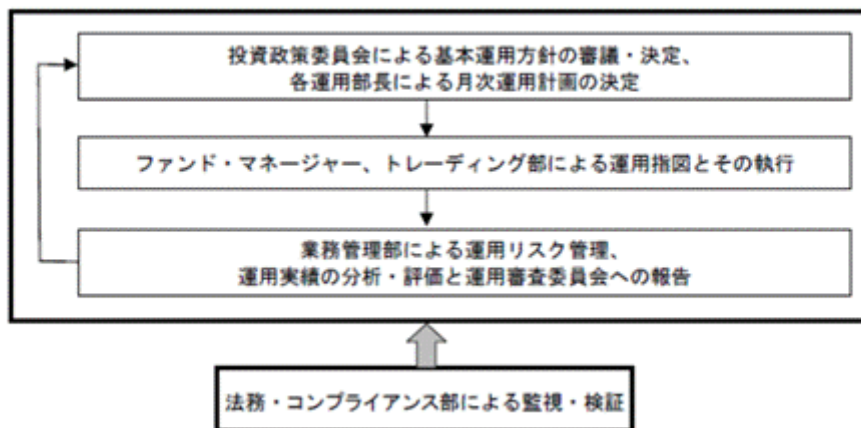 投資政策委員会による基本運用方針の審議・決定、
各運用部長による月次運用計画の決定
ファンド・マネージャー、トレーディング部による運用指図とその執行
業務管理部による運用リスク管理、
運用実績の分析・評価と運用審査委員会への報告
法務・コンプライアンス部による監視・検証